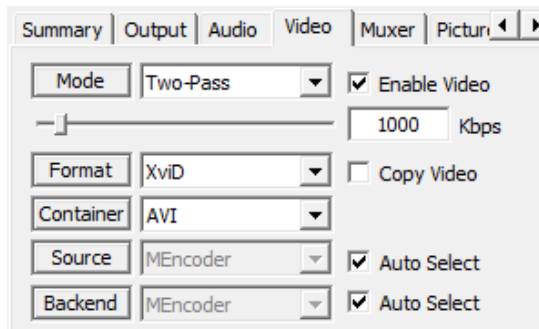 Summary Output Audio Video Muxer Pictur
Mode Two-Pass Enable Video
1000 Kbps
Format XviD Copy Video
Container AVI
Source MEncoder Auto Select
Backend MEncoder Auto Select